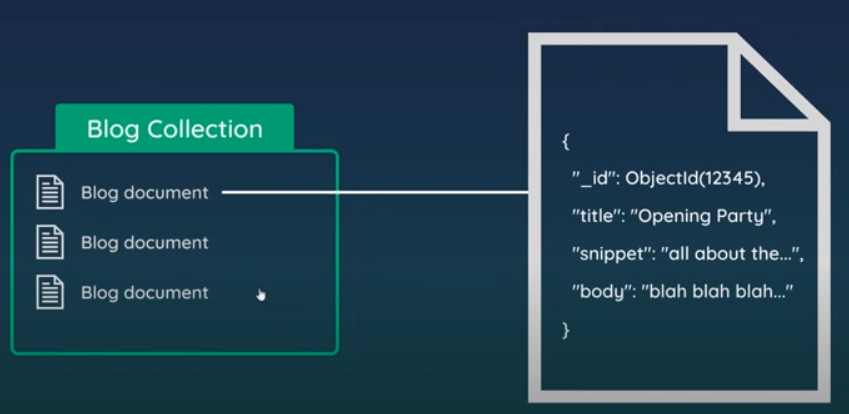 Blog Collection
Blog document
Blog document
Blog document
{
"_id": ObjectId(12345),
"title": "Opening Party",
"snippet": "all about the...",
"body": "blah blah blah..."
}